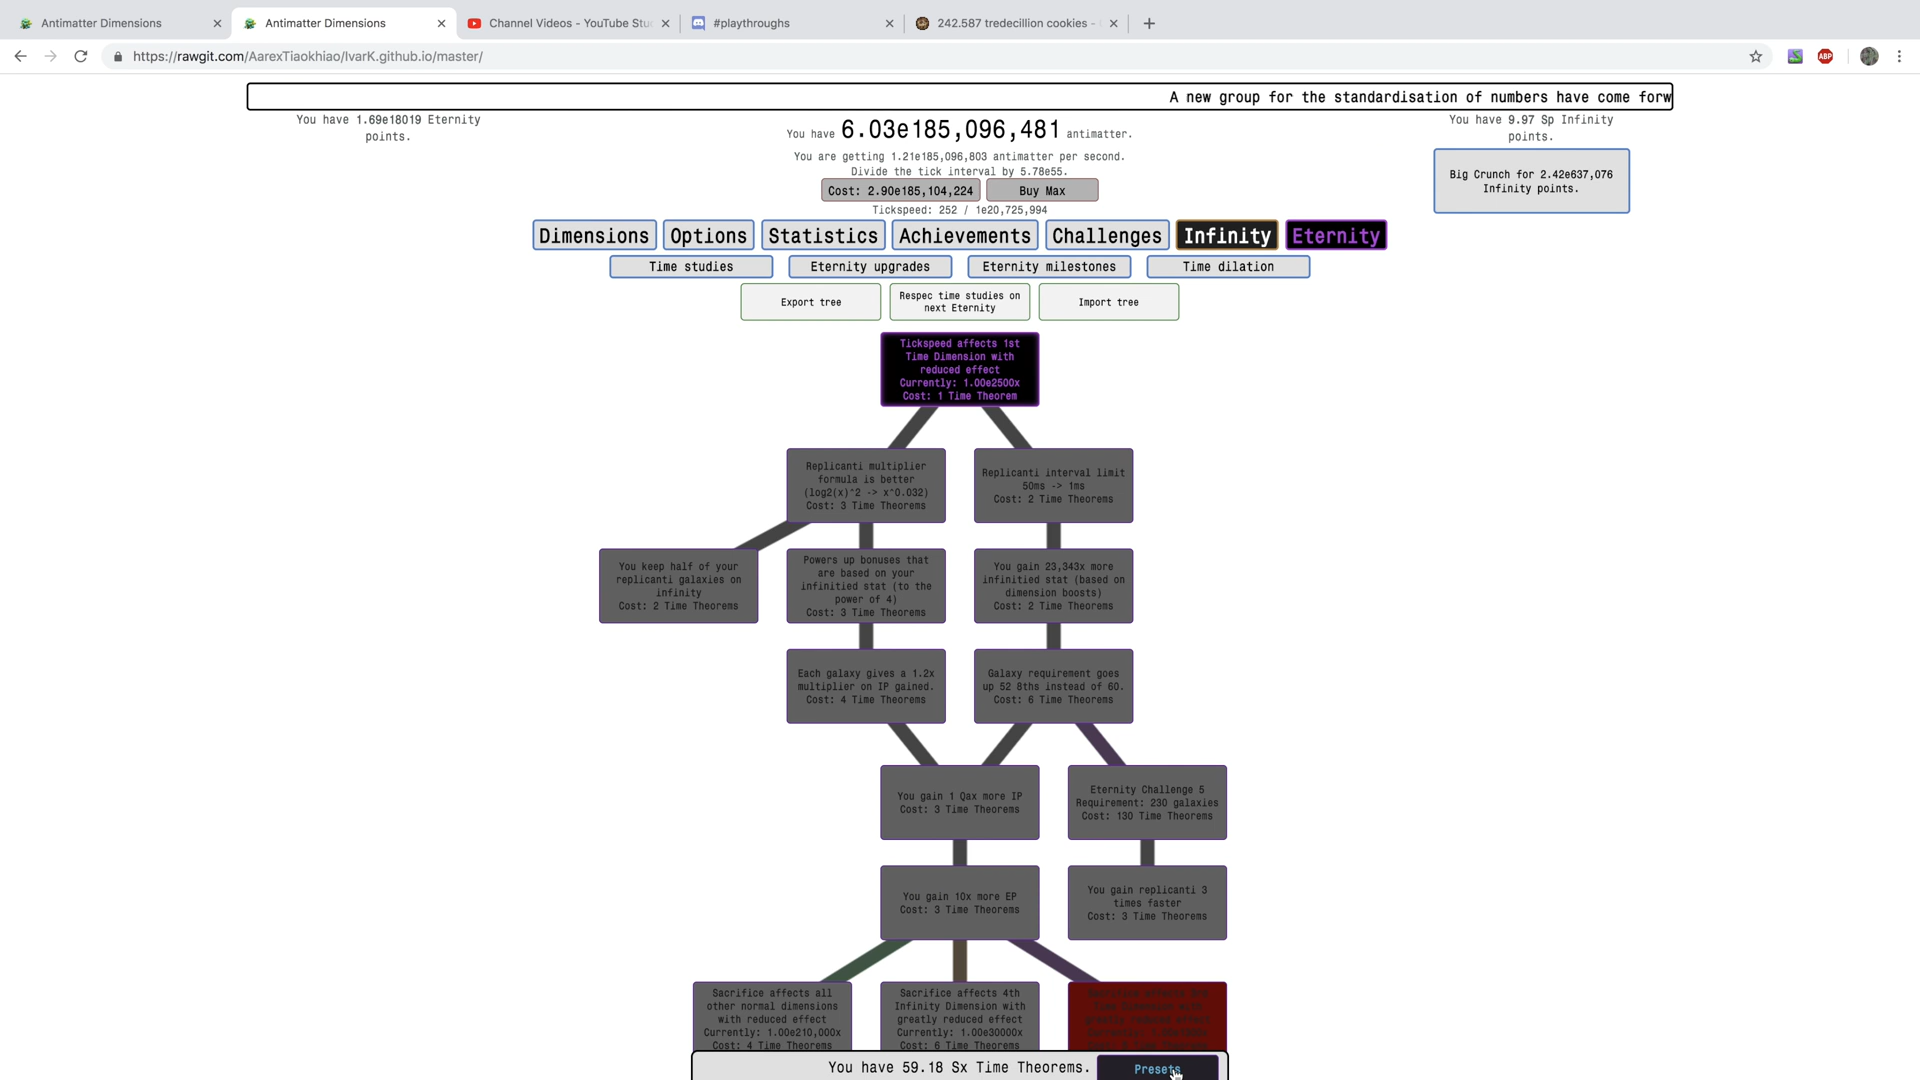 Antimatter Dimensions
Antimatter Dimensions
Channel Videos - YouTube Stu
#playthroughs
242.587 tredecillion cookies -
https://rawgit.com/AarexTiaokhiao/IvarK.github.io/master/
ABP
A new group for the standardisation of numbers have come forw
You have 1.69e18019 Eternity
points.
You have 6.03e185,096,481 antimatter.
You have 9.97 Sp Infinity
points.
You are getting 1.21e185,096,803 antimatter per second.
Divide the tick interval by 5.78e55.
Cost: 2.90e185,104,224
Buy Max
Big Crunch for 2.42e637,076
Infinity points.
Tickspeed: 252 / 1e20,725,994
Dimensions
Options
Statistics
Achievements
Challenges
Infinity
Eternity
Time studies
Eternity upgrades
Eternity milestones
Time dilation
Export tree
Respec time studies on
next Eternity
Import tree
Tickspeed affects 1st
Time Dimension with
reduced effect
Currently: 1.00e2500x
Cost: 1 Time Theorem
Replicanti multiplier
formula is better
(log2(x)^2 -> x^0.032)
Cost: 3 Time Theorems
Replicanti interval limit
50ms -> 1ms
Cost: 2 Time Theorems
You keep half of your
replicanti galaxies on
infinity
Cost: 2 Time Theorems
Powers up bonuses that
are based on your
infinitied stat (to the
power of 4)
Cost: 3 Time Theorems
You gain 23,343x more
infinitied stat (based on
dimension boosts)
Cost: 2 Time Theorems
Each galaxy gives a 1.2x
multiplier on IP gained.
Cost: 4 Time Theorems
Galaxy requirement goes
up 52 8ths instead of 60.
Cost: 6 Time Theorems
You gain 1 Qax more IP
Cost: 3 Time Theorems
Eternity Challenge 5
Requirement: 230 galaxies
Cost: 130 Time Theorems
You gain 10x more EP
Cost: 3 Time Theorems
You gain replicanti 3
times faster
Cost: 3 Time Theorems
Sacrifice affects all
other normal dimensions
with reduced effect
Currently: 1.00e210,000x
Cost: 4 Time Theorems
Sacrifice affects 4th
Infinity Dimension with
greatly reduced effect
Currently: 1.00e30000x
Cost: 6 Time Theorems
You have 59.18 Sx Time Theorems.
Presets